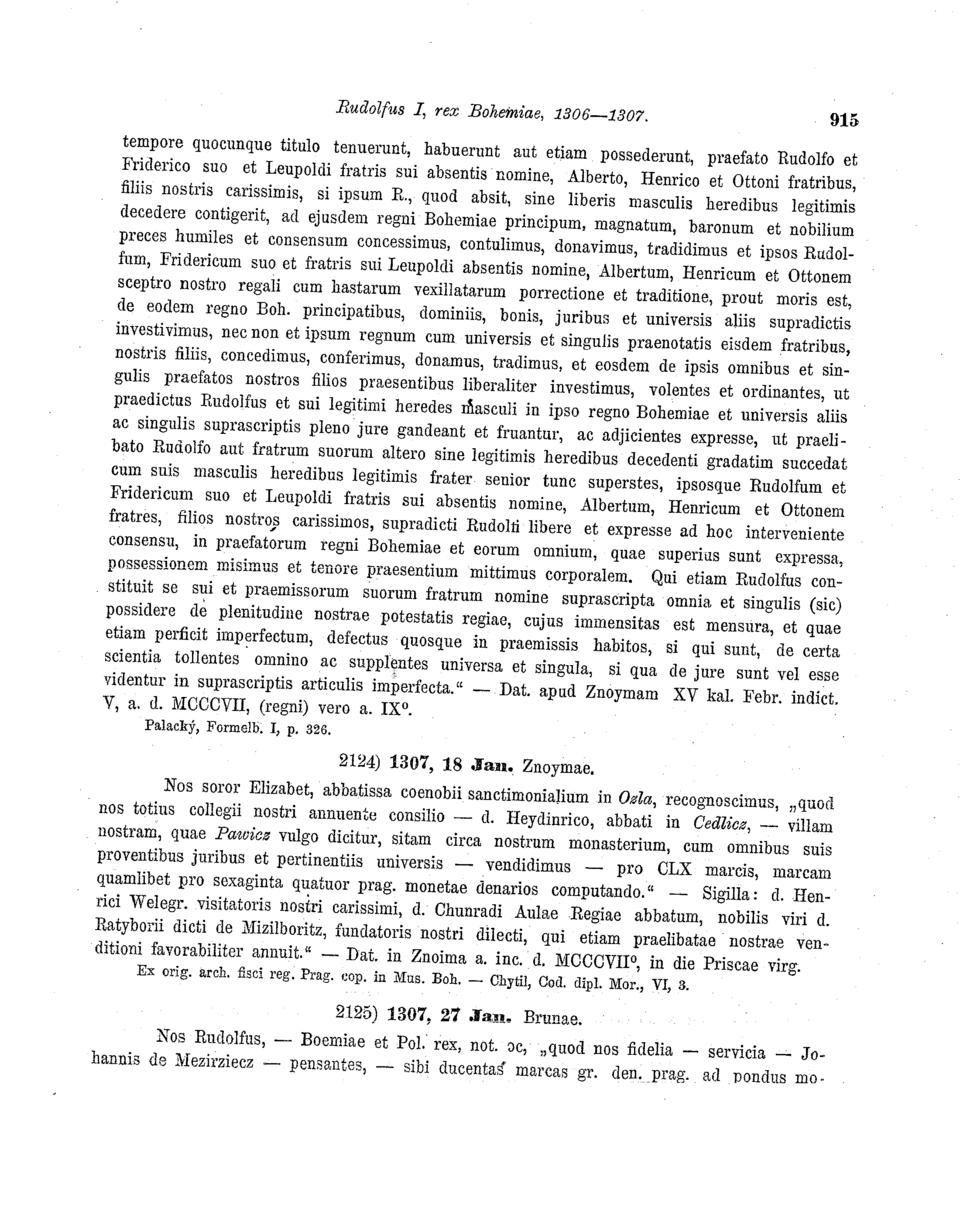 Rudolfus I, rex Bohemiae, 1306—1307. 915
tempore quocunque titulo tenuerunt, habuerunt aut etiam possederunt, praefato Rudolfo et
Friderico suo et Leupoldi fratris sui absentis nomine, Alberto, Henrico et Ottoni fratribus,
filiis nostris carissimis, si ipsum R., quod absit, sine liberis masculis heredibus legitimis
decedere contigerit, ad ejusdem regni Bohemiae principum, magnatum, baronum et nobilium
preces humiles et consensum concessimus, contulimus, donavimus, tradidimus et ipsos Rudol-
fum, Fridericum suo et fratris sui Leupoldi absentis nomine, Albertum, Henricum et Ottonem
sceptro nostro regali cum hastarum vexillatarum porrectione et traditione, prout moris est,
de eodem regno Boh. principatibus, dominiis, bonis, juribus et universis aliis supradictis
investivimus, nec non et ipsum regnum cum universis et singulis praenotatis eisdem fratribus,
nostris filiis, concedimus, conferimus, donamus, tradimus, et eosdem de ipsis omnibus et sin-
gulis praefatos nostros filios praesentibus liberaliter investimus, volentes et ordinantes, ut
praedictus Rudolfus et sui legitimi heredes masculi in ipso regno Bohemiae et universis aliis
ac singulis suprascriptis pleno jure gandeant et fruantur, ac adjicientes expresse, ut praeli-
bato Rudolfo aut fratrum suorum altero sine legitimis heredibus decedenti gradatim succedat
cum suis masculis heredibus legitimis frater senior tunc superstes, ipsosque Rudolfum et
Fridericum suo et Leupoldi fratris sui absentis nomine, Albertum, Henricum et Ottonem
fratres, filios nostros carissimos, supradicti Rudolfi libere et expresse ad hoc interveniente
consensu, in praefatorum regni Bohemiae et eorum omnium, quae superius sunt expressa,
possessionem misimus et tenore praesentium mittimus corporalem. Qui etiam Rudolfus con-
stituit se sui et praemissorum suorum fratrum nomine suprascripta omnia et singulis (sic)
possidere de plenitudine nostrae potestatis regiae, cujus immensitas est mensura, et quae
etiam perficit imperfectum, defectus quosque in praemissis habitos, si qui sunt, de certa
scientia tollentes omnino ac supplentes universa et singula, si qua de jure sunt vel esse
videntur in suprascriptis articulis imperfecta.“ — Dat. apud Znoymam XV kal. Febr. indict.
V, a. d. MCCCVII, (regni) vero a. IX⁰.
Palacký, Formelb. I, p. 326.
2124) 1307, 18 Jan. Znoymae.
Nos soror Elizabet, abbatissa coenobii sanctimonialium in Ozla, recognoscimus, „quod
nos totius collegii nostri annuente consilio — d. Heydinrico, abbati in Cedlicz, — villam
nostram, quae Pawicz vulgo dicitur, sitam circa nostrum monasterium, cum omnibus suis
proventibus juribus et pertinentiis universis — vendidimus — pro CLX marcis, marcam
quamlibet pro sexaginta quatuor prag. monetae denarios computando.“ — Sigilla: d. Hen-
rici Welegr. visitatoris nostri carissimi, d. Chunradi Aulae Regiae abbatum, nobilis viri d.
Ratyborii dicti de Mizilboritz, fundatoris nostri dilecti, qui etiam praelibatae nostrae ven-
ditioni favorabiliter annuit.“ — Dat. in Znoima a. inc. d. MCCCVII⁰, in die Priscae virg.
Ex orig. arch. fisci reg. Prag. cop. in Mus. Boh. — Chytil, Cod. dipl. Mor., VI, 3.
2125) 1307, 27 Jan. Brunae.
Nos Rudolfus, — Boemiae et Pol. rex, not. ɔc, „quod nos fidelia — servicia — Jo-
hannis de Mezirziecz — pensantes, — sibi ducentas marcas gr. den. prag. ad pondus mo-